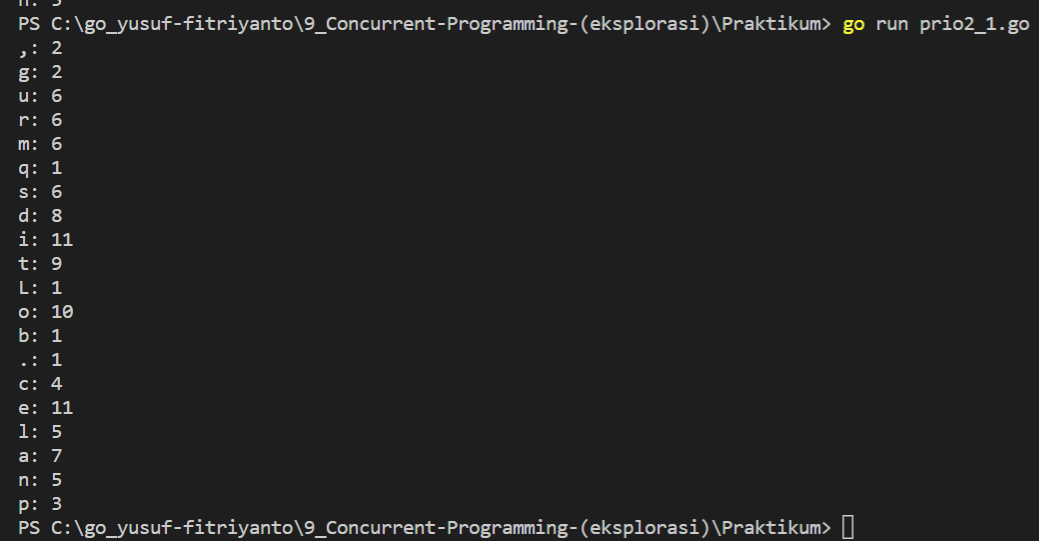 n: 5
PS C:\go_yusuf-fitriyanto\9_Concurrent-Programming-(eksplorasi)\Praktikum> go run prio2_1.go
,: 2
g: 2
u: 6
r: 6
m: 6
q: 1
s: 6
d: 8
i: 11
t: 9
L: 1
o: 10
b: 1
.: 1
c: 4
e: 11
l: 5
a: 7
n: 5
p: 3
PS C:\go_yusuf-fitriyanto\9_Concurrent-Programming-(eksplorasi)\Praktikum>